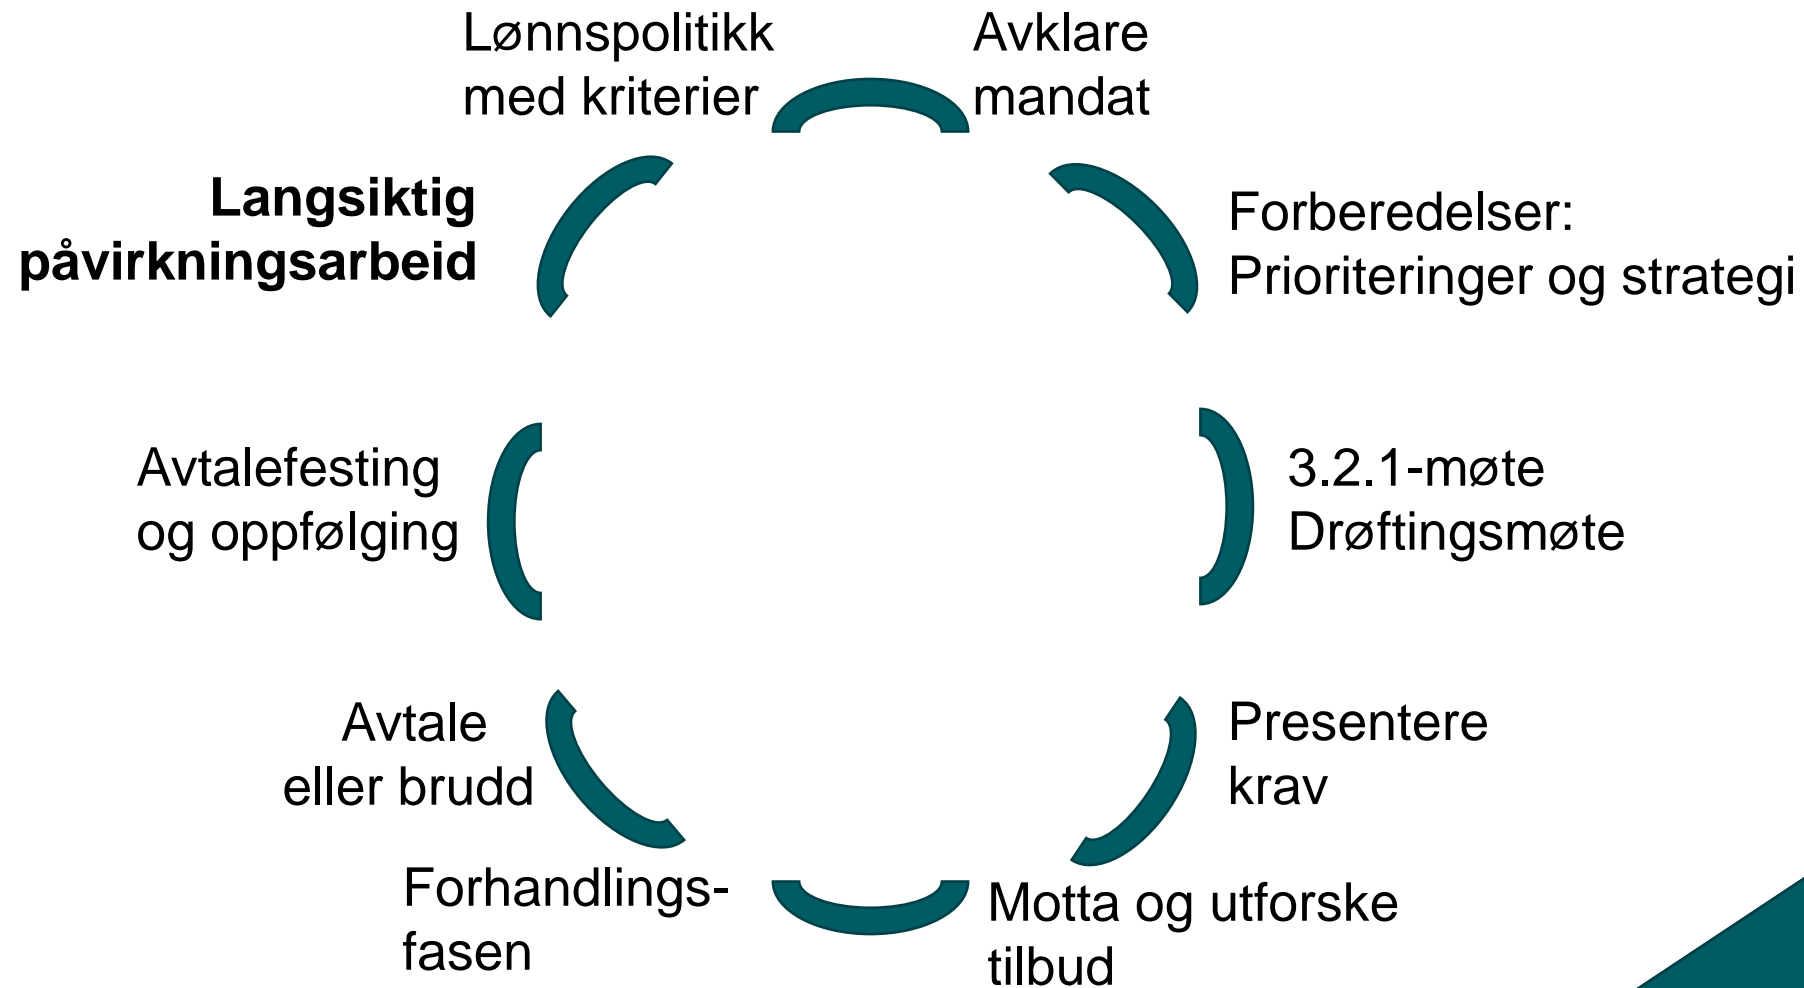 Lønnspolitikk
med kriterier
Avklare
mandat
Forberedelser:
Prioriteringer og strategi
3.2.1-møte
Drøftingsmøte
Presentere
krav
Motta og utforske
tilbud
Forhandlings-
fasen
Avtale
eller brudd
Avtalefesting
og oppfølging
Langsiktig
påvirkningsarbeid